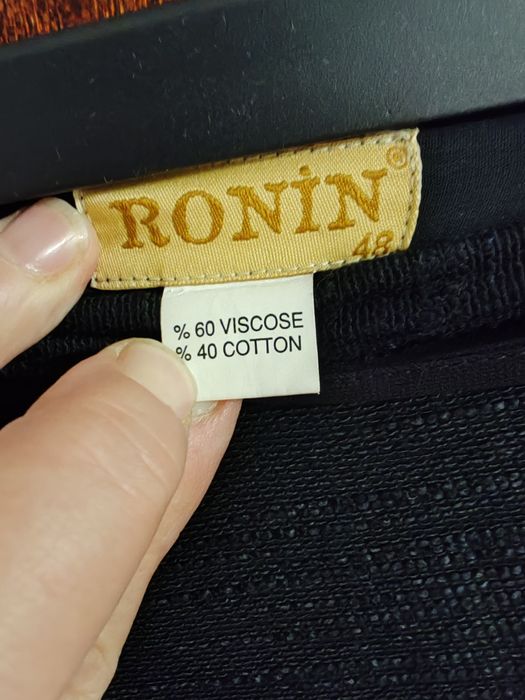 RONİN®
48
% 60 VISCOSE
% 40 COTTON